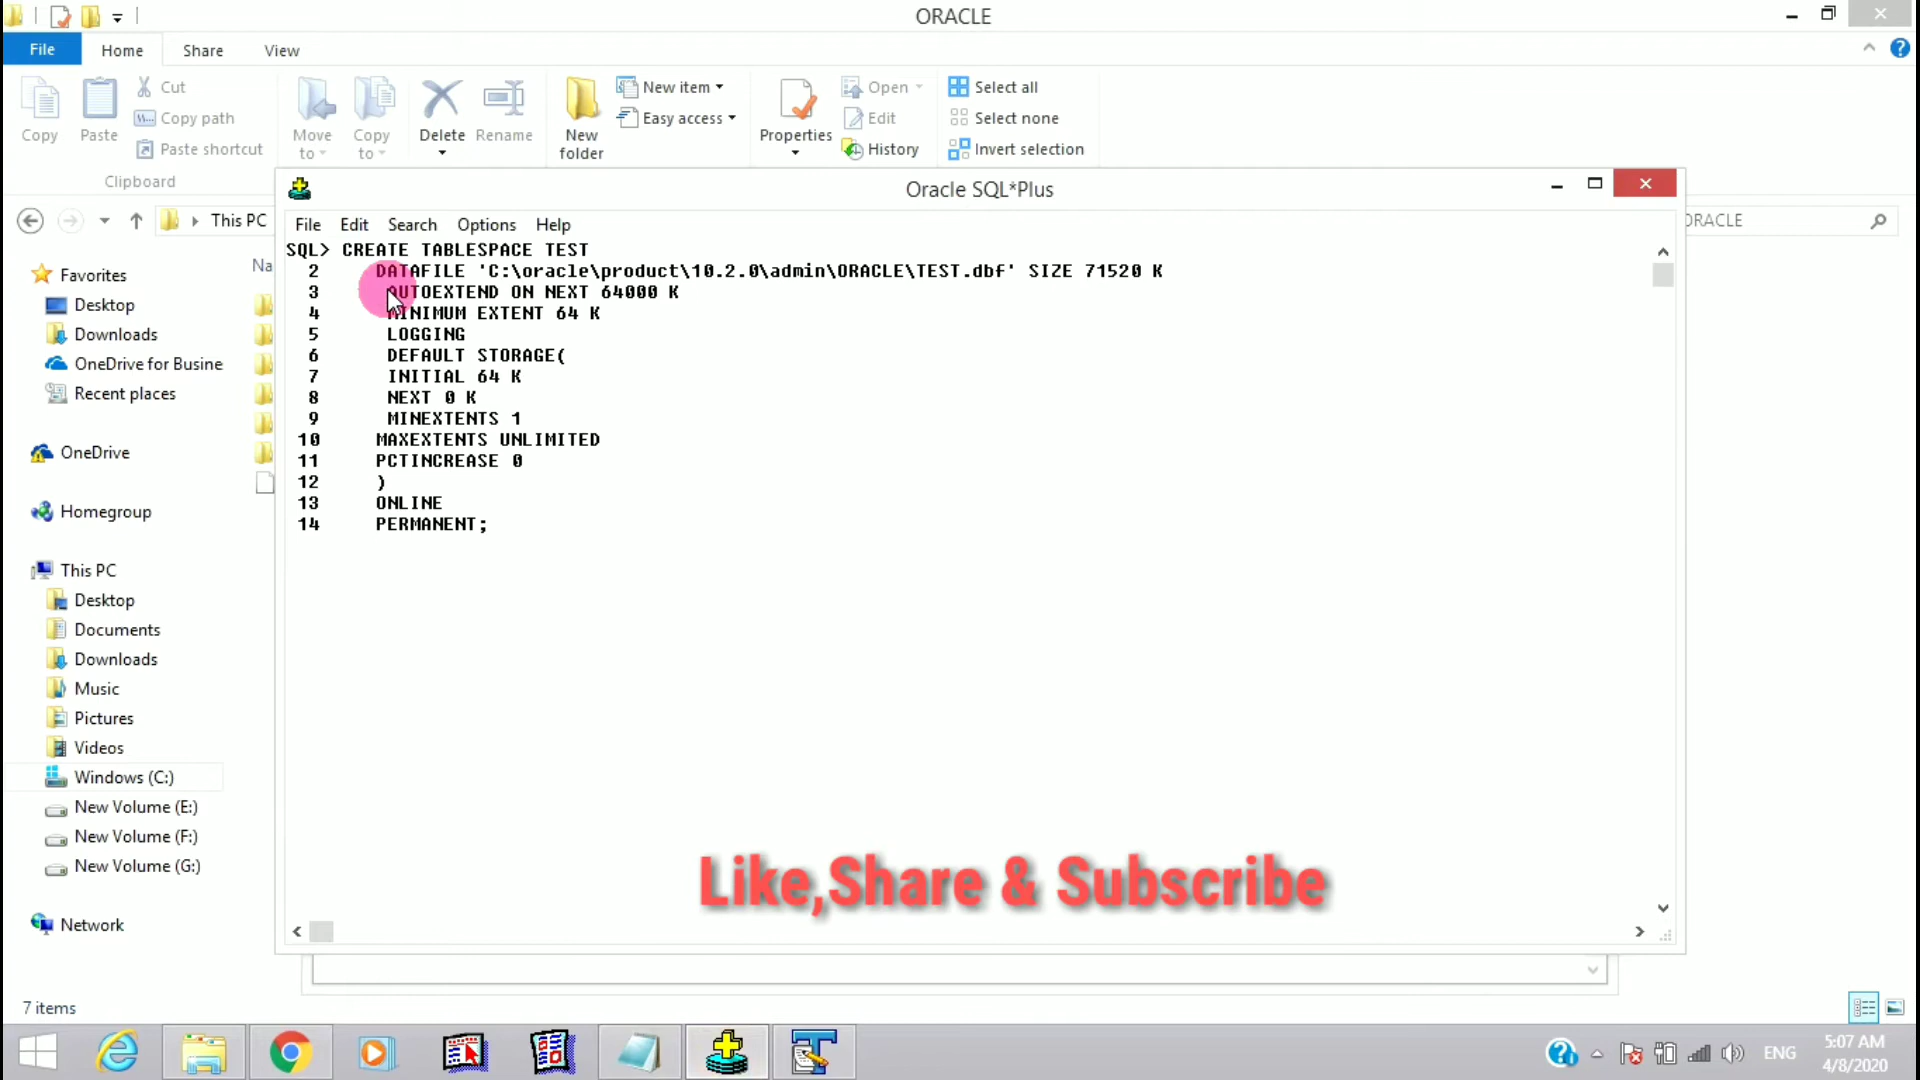 ORACLE
File Home Share View
Copy
Paste
Cut
Copy path
Paste shortcut
Clipboard
Move to
Copy to
Delete
Rename
New folder
New item
Easy access
Properties
Open
Edit
History
Select all
Select none
Invert selection
This PC
ORACLE
Oracle SQL*Plus
File Edit Search Options Help
SQL> CREATE TABLESPACE TEST
2 DATAFILE 'C:\oracle\product\10.2.0\admin\ORACLE\TEST.dbf' SIZE 71520 K
3 AUTOEXTEND ON NEXT 64000 K
4 MINIMUM EXTENT 64 K
5 LOGGING
6 DEFAULT STORAGE(
7 INITIAL 64 K
8 NEXT 0 K
9 MINEXTENTS 1
10 MAXEXTENTS UNLIMITED
11 PCTINCREASE 0
12 )
13 ONLINE
14 PERMANENT;
Na
Favorites
Desktop
Downloads
OneDrive for Busine
Recent places
OneDrive
Homegroup
This PC
Desktop
Documents
Downloads
Music
Pictures
Videos
Windows (C:)
New Volume (E:)
New Volume (F:)
New Volume (G:)
Network
Like,Share & Subscribe
7 items
ENG
5:07 AM
4/8/2020